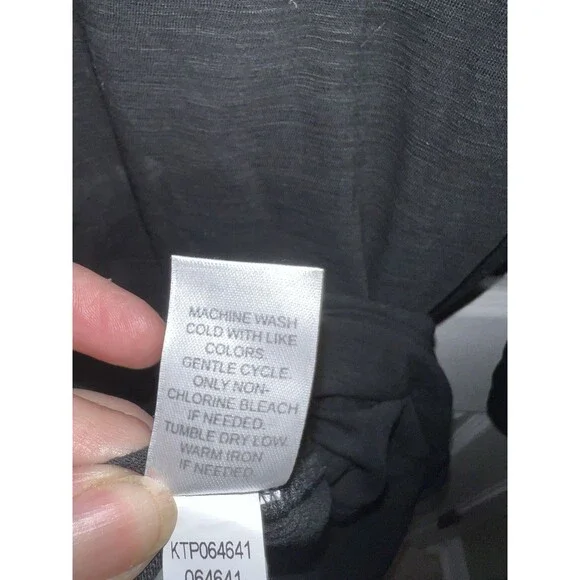 MACHINE WASH
COLD WITH LIKE
COLORS.
GENTLE CYCLE.
ONLY NON-
CHLORINE BLEACH
IF NEEDED.
TUMBLE DRY LOW.
WARM IRON
IF NEEDED.
KTP064641
064641